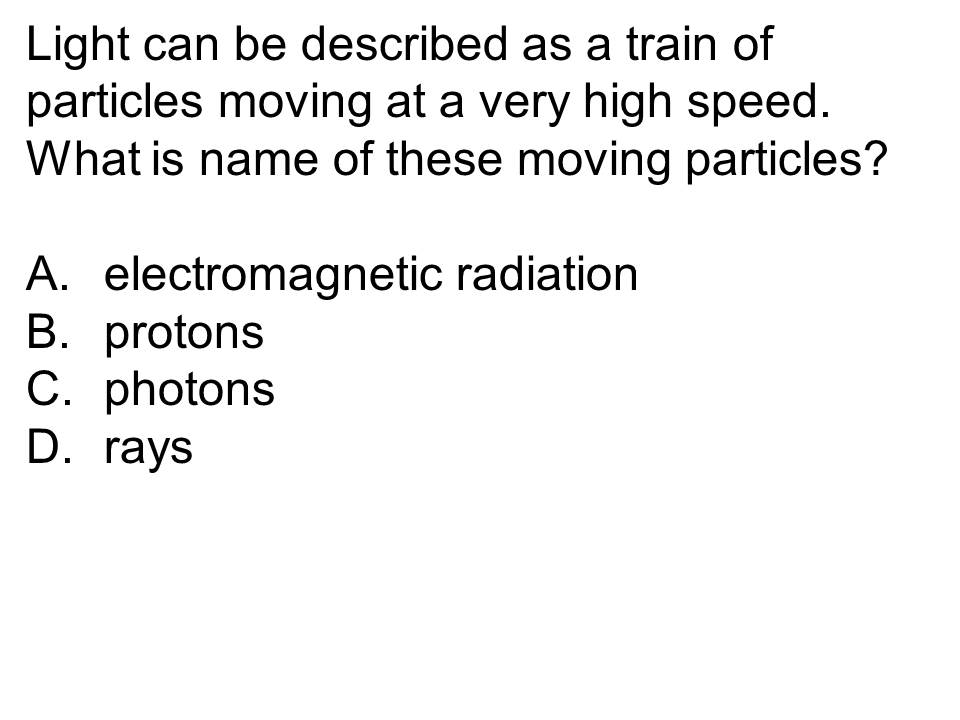 Light can be described as a train of
particles moving at a very high speed.
What is name of these moving particles?
A. electromagnetic radiation
B. protons
C. photons
D. rays